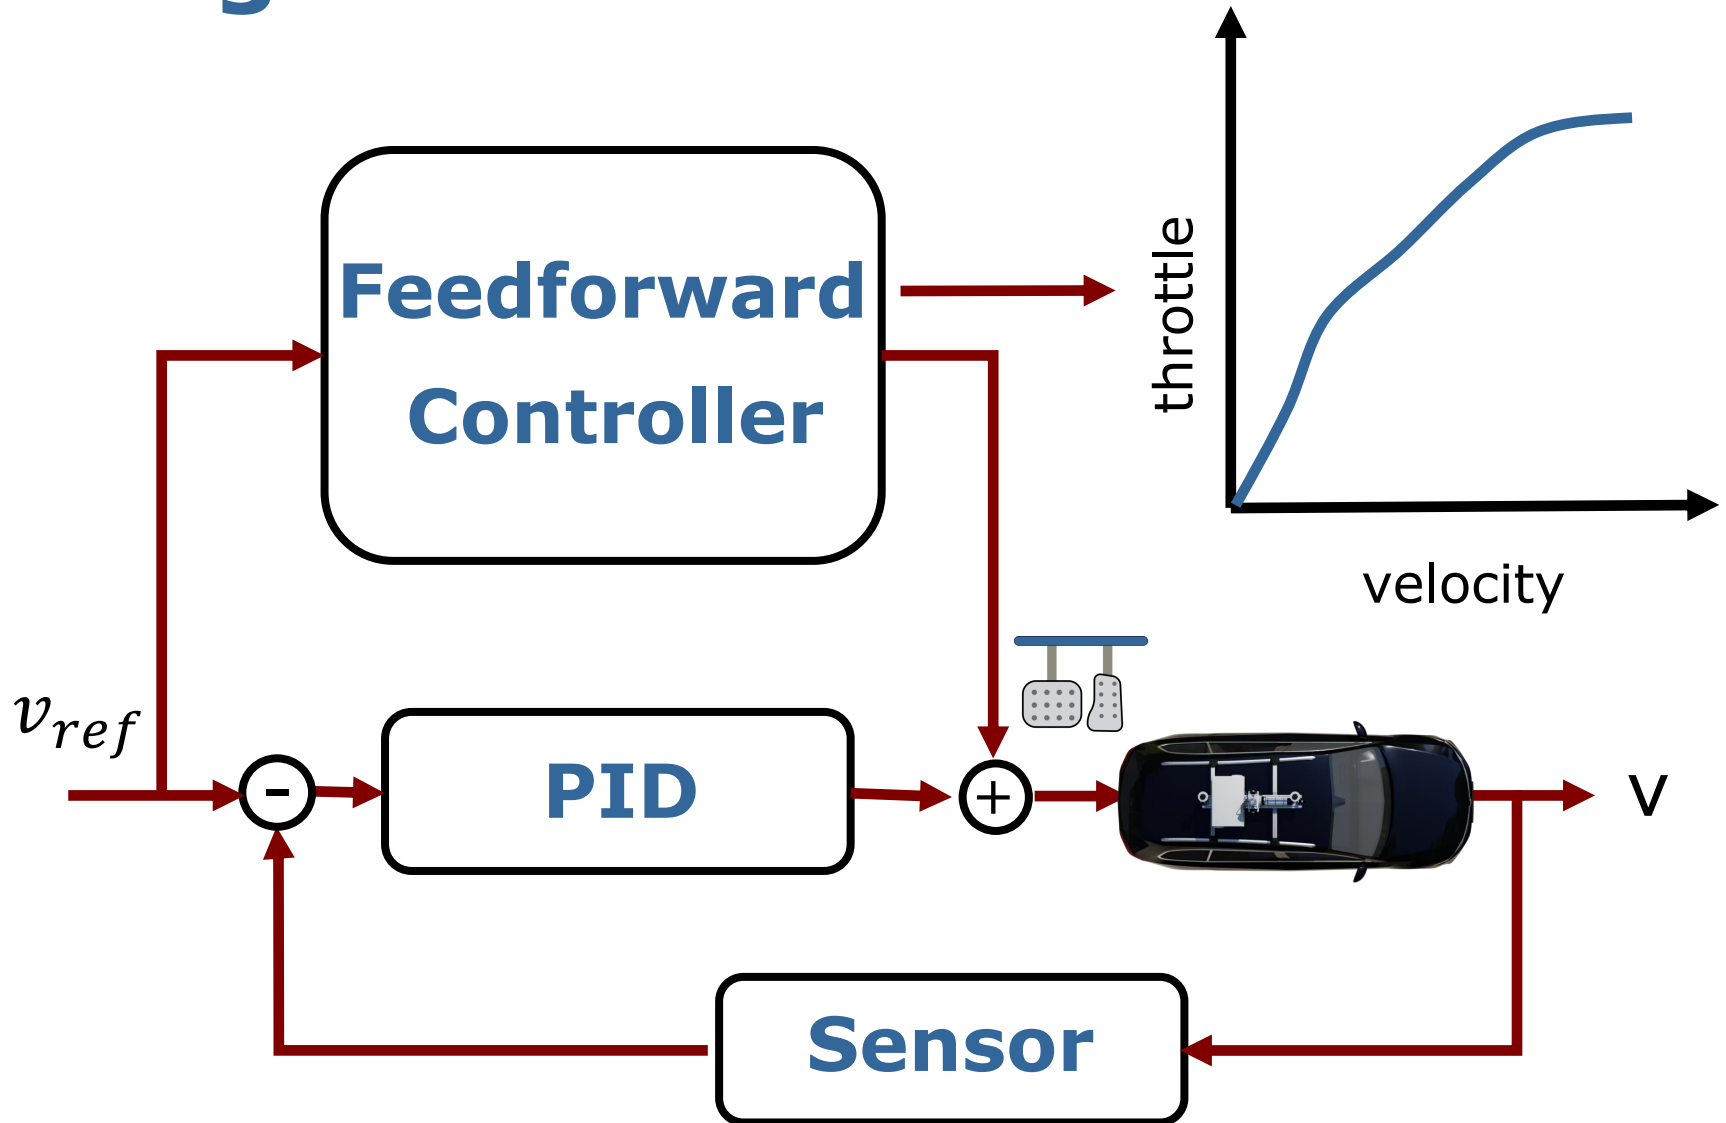 Feedforward
Controller
throttle
velocity
v_ref
-
PID
+
v
Sensor